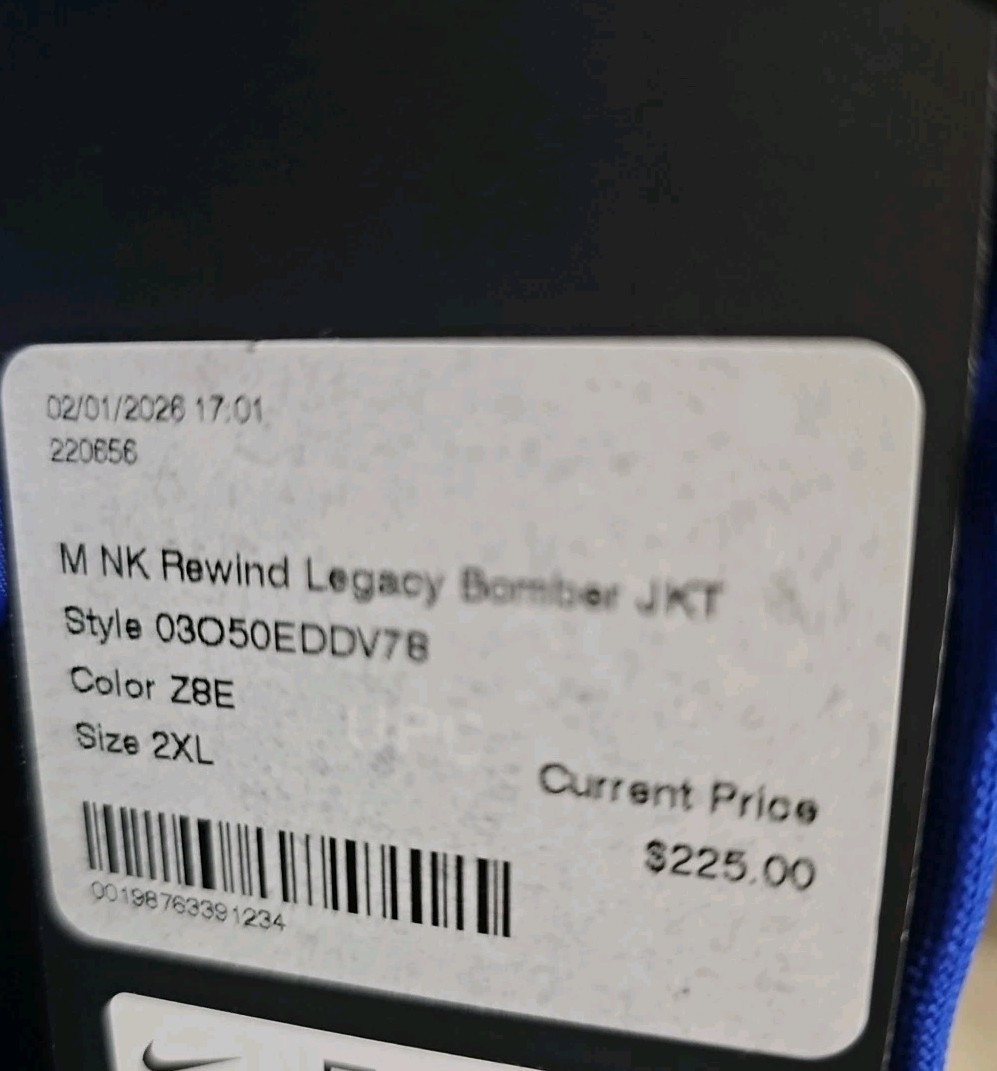 02/01/2026 17:01
220656
M NK Rewind Legacy Bomber JKT
Style 03O50EDDV78
Color Z8E
Size 2XL
UPC
Current Price
$225.00
00198763391234